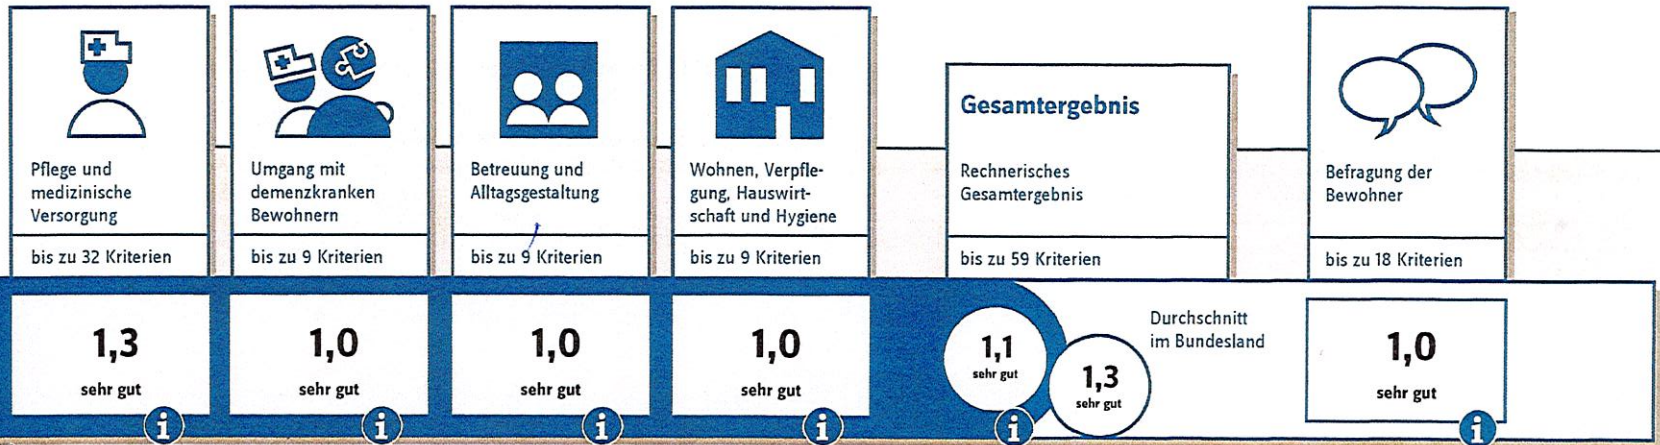 Pflege und
medizinische
Versorgung
bis zu 32 Kriterien
1,3
sehr gut
i
Umgang mit
demenzkranken
Bewohnern
bis zu 9 Kriterien
1,0
sehr gut
i
Betreuung und
Alltagsgestaltung
bis zu 9 Kriterien
1,0
sehr gut
i
Wohnen, Verpfle-
gung, Hauswirt-
schaft und Hygiene
bis zu 9 Kriterien
1,0
sehr gut
i
Gesamtergebnis
Rechnerisches
Gesamtergebnis
bis zu 59 Kriterien
1,1
sehr gut
i
1,3
sehr gut
Durchschnitt
im Bundesland
Befragung der
Bewohner
bis zu 18 Kriterien
1,0
sehr gut
i